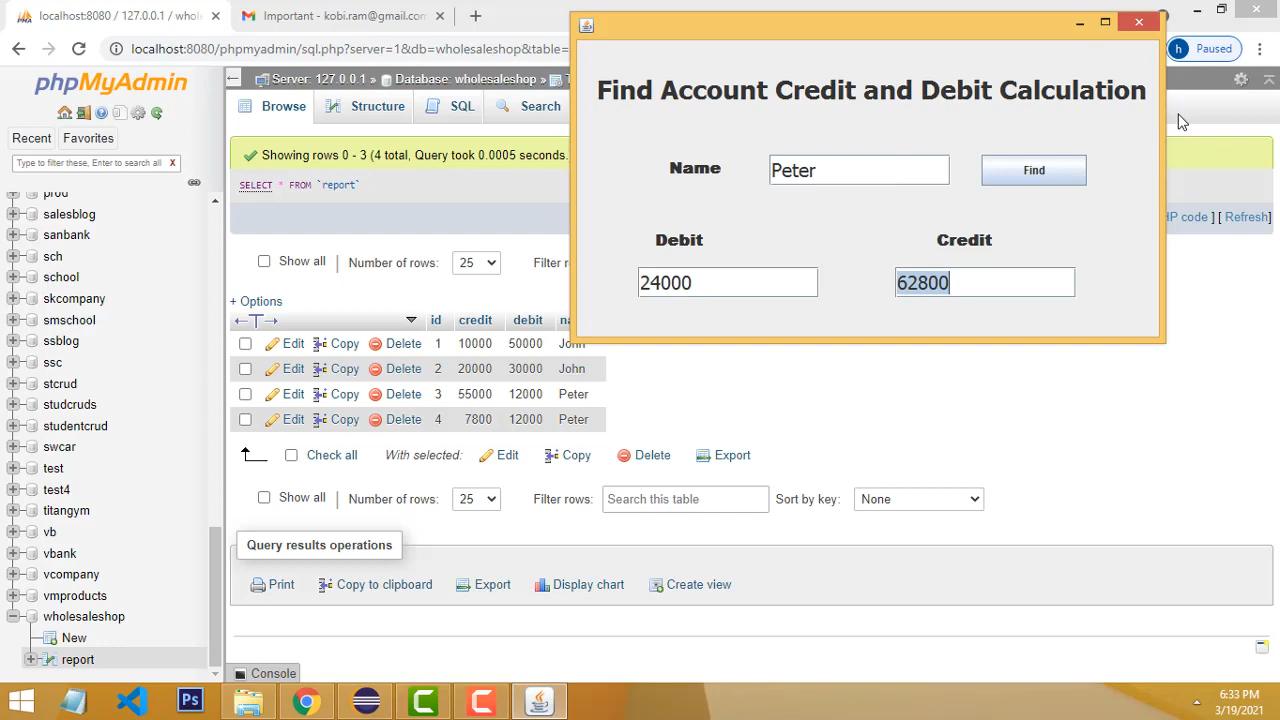 localhost:8080 / 127.0.0.1 / whol
Important - kobi.ram@gmail.com
localhost:8080/phpmyadmin/sql.php?server=1&db=wholesaleshop&table=
h Paused
phpMyAdmin
Recent Favorites
Type to filter these, Enter to search all X
prod
salesblog
sanbank
sch
school
skcompany
smschool
ssblog
ssc
stcrud
studcruds
studentcrud
swcar
test
test4
titangym
vb
vbank
vcompany
vmproducts
wholesaleshop
New
report
Server: 127.0.0.1 » Database: wholesaleshop »
Browse Structure SQL Search
Showing rows 0 - 3 (4 total, Query took 0.0005 seconds.
SELECT * FROM `report`
HP code ] [ Refresh]
Show all Number of rows: 25 Filter
+ Options
id credit debit
Edit Copy Delete 1 10000 50000 John
Edit Copy Delete 2 20000 30000 John
Edit Copy Delete 3 55000 12000 Peter
Edit Copy Delete 4 7800 12000 Peter
Check all With selected: Edit Copy Delete Export
Show all Number of rows: 25 Filter rows: Search this table Sort by key: None
Query results operations
Print Copy to clipboard Export Display chart Create view
Console
Find Account Credit and Debit Calculation
Name Peter Find
Debit Credit
24000 62800
Ps
6:33 PM
3/19/2021